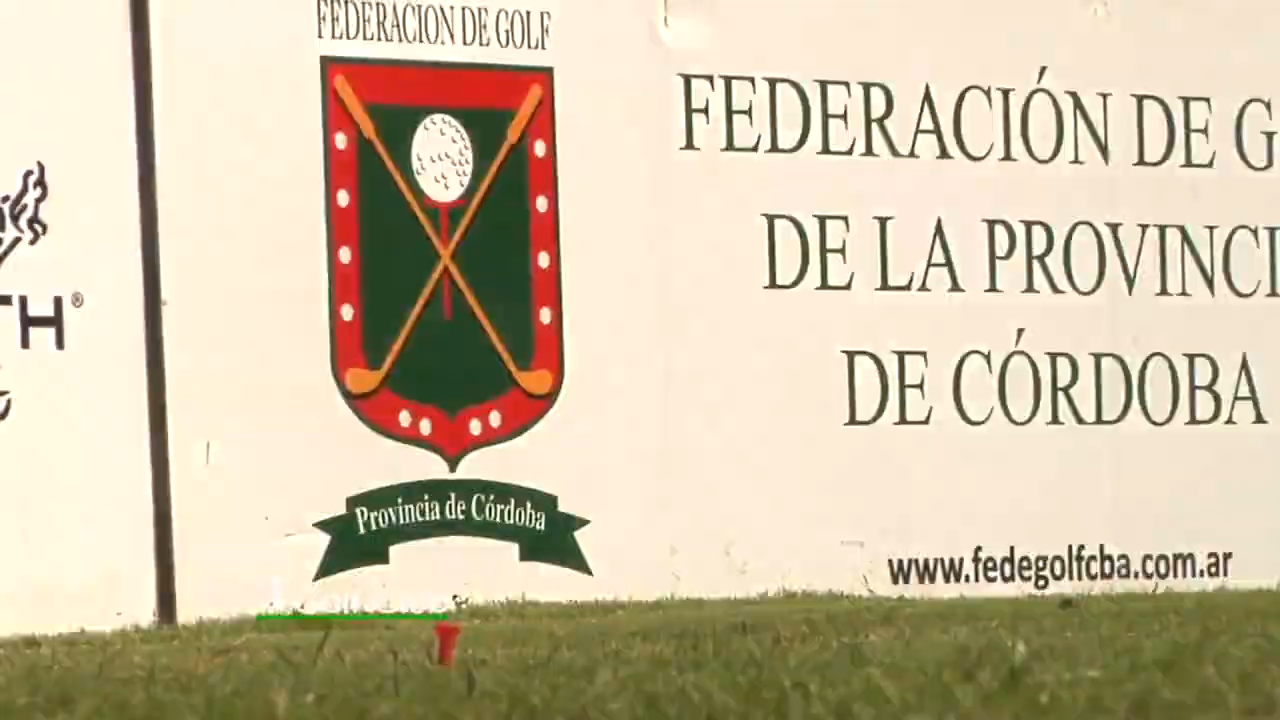 FEDERACION DE GOLF
Provincia de Córdoba
TH®
FEDERACIÓN DE G
DE LA PROVINCI
DE CÓRDOBA
www.fedegolfcba.com.ar